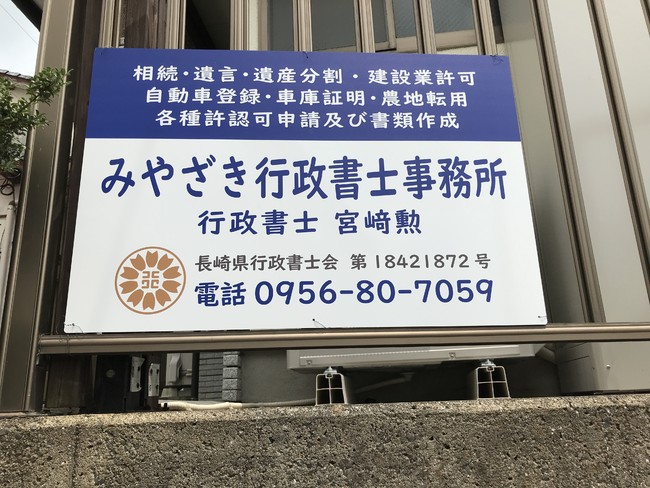 相続・遺言・遺産分割・建設業許可
自動車登録・車庫証明・農地転用
各種許認可申請及び書類作成
みやざき行政書士事務所
行政書士 宮﨑勲
長崎県行政書士会 第18421872号
電話 0956-80-7059